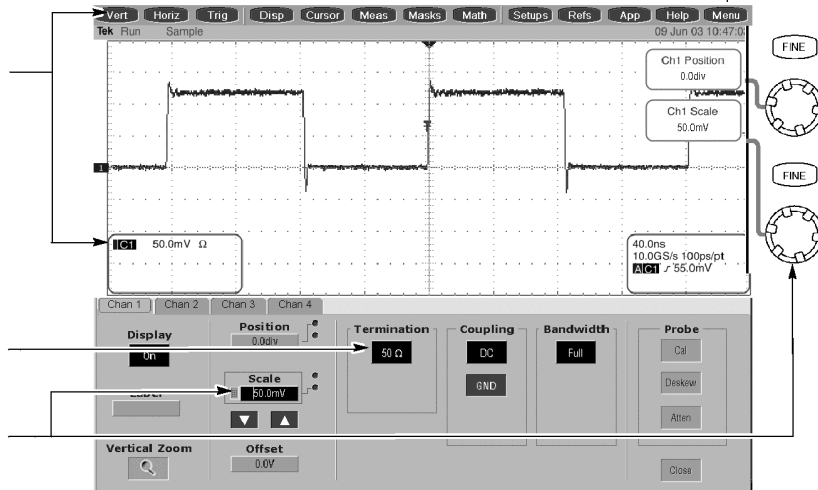 Vert Horiz Trig Disp Cursor Meas Masks Math Setups Refs App Help Menu
Tek Run Sample 09 Jun 03 10:47:0
FINE
Ch1 Position
0.0div
Ch1 Scale
50.0mV
FINE
1
C1 50.0mV Ω
40.0ns
10.0GS/s 100ps/pt
A C1 55.0mV
Chan 1 Chan 2 Chan 3 Chan 4
Display
On
Label
Vertical Zoom
Position
0.0div
Scale
50.0mV
Offset
0.0V
Termination
50 Ω
Coupling
DC
GND
Bandwidth
Full
Probe
Cal
Deskew
Atten
Close